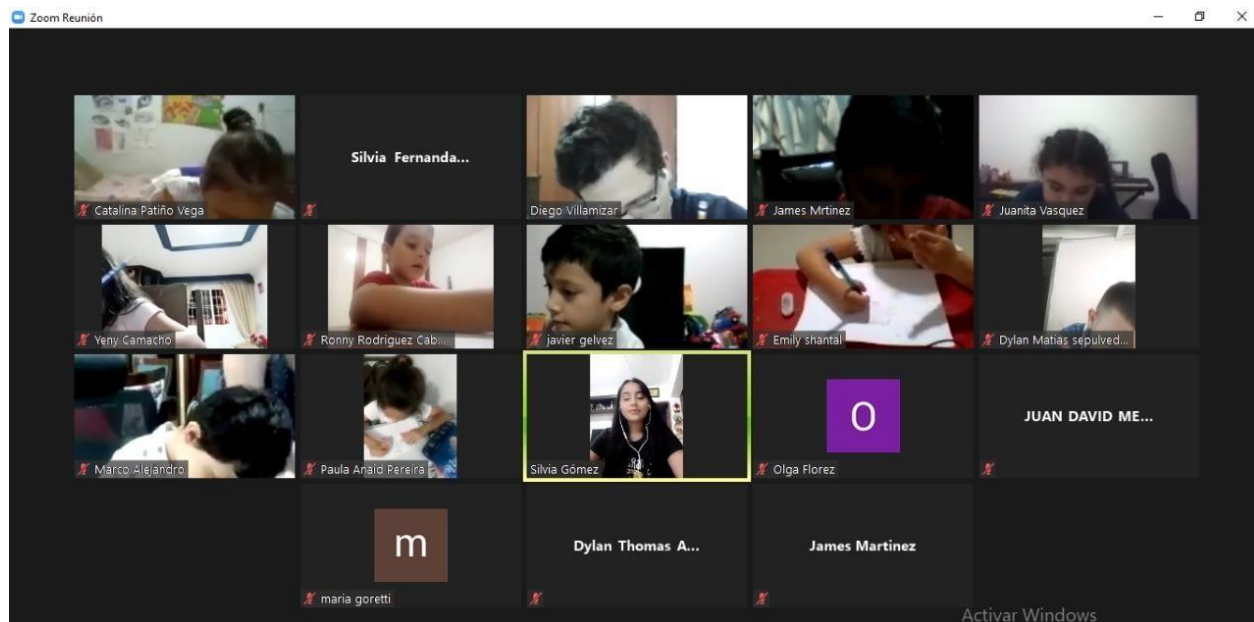 Zoom Reunión
Catalina Patiño Vega
Silvia Fernanda...
Diego Villamizar
James Mrtinez
Juanita Vasquez
Yeny Camacho
Ronny Rodriguez Cab...
javier gelvez
Emily shantal
Dylan Matias sepulved...
Marco Alejandro
Paula Anaid Pereira
Silvia Gómez
O
Olga Florez
JUAN DAVID ME...
m
maria goretti
Dylan Thomas A...
James Martinez
Activar Windows